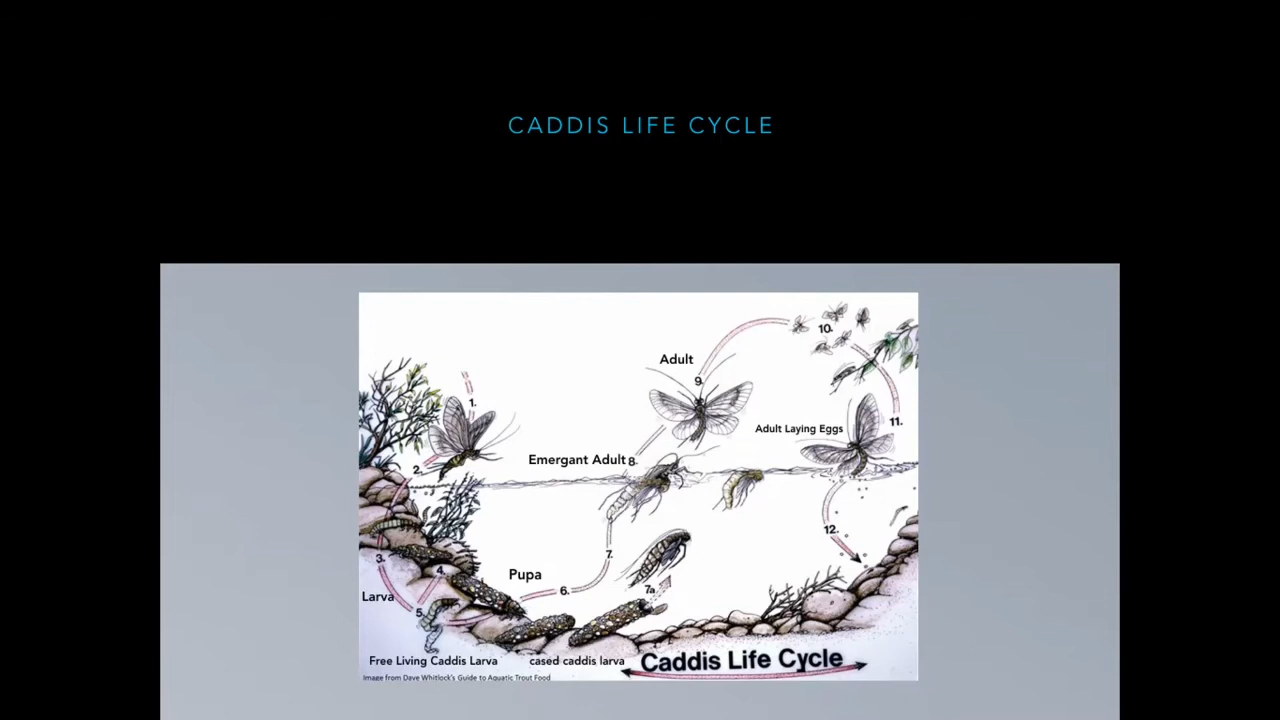 CADDIS LIFE CYCLE
10.
Adult
9.
1.
11.
Adult Laying Eggs
Emergant Adult 8.
2.
12.
7.
3.
4.
Pupa
6.
7a
Larva
5.
Free Living Caddis Larva
cased caddis larva
Caddis Life Cycle
Image from Dave Whitlock's Guide to Aquatic Trout Food